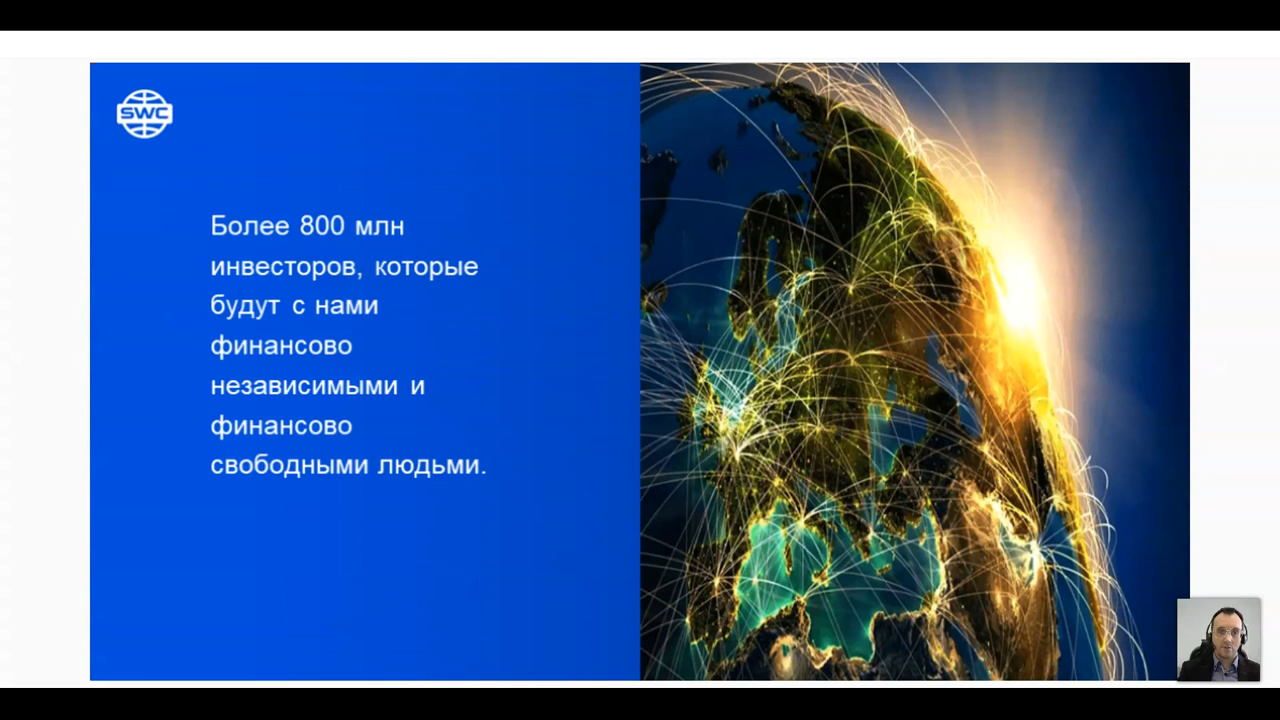 SWC
Более 800 млн
инвесторов, которые
будут с нами
финансово
независимыми и
финансово
свободными людьми.